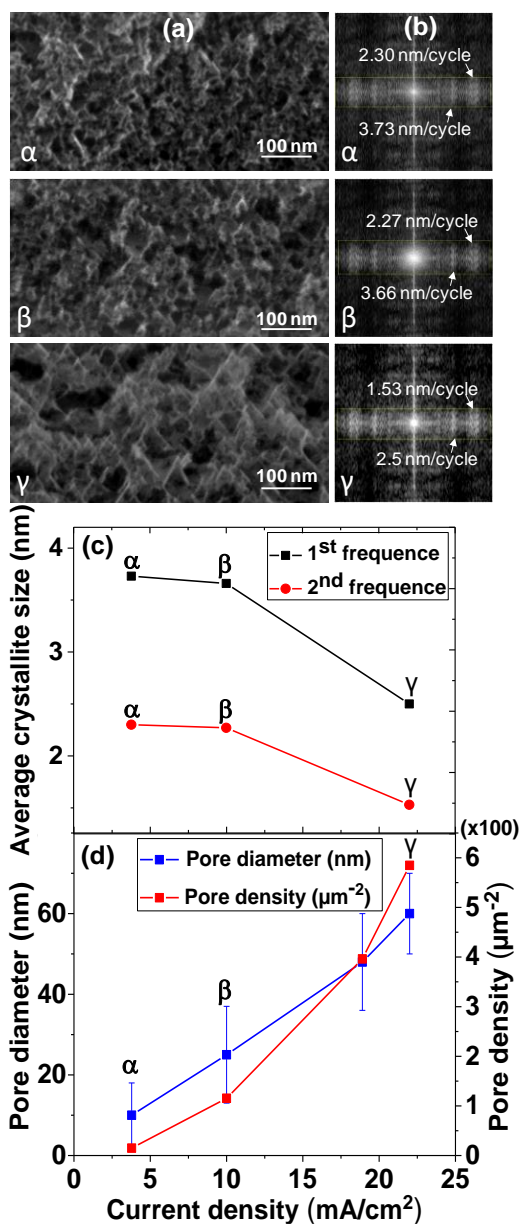 (a)
(b)
100 nm
α
2.30 nm/cycle
3.73 nm/cycle
α
100 nm
β
2.27 nm/cycle
3.66 nm/cycle
β
100 nm
γ
1.53 nm/cycle
2.5 nm/cycle
γ
(c)
1st frequence
2nd frequence
Average crystallite size (nm)
4
3
2
α
β
γ
α
β
γ
(x100)
(d)
Pore diameter (nm)
Pore density (μm-2)
Pore diameter (nm)
60
40
20
0
α
β
γ
6
5
4
3
2
1
0
Pore density (μm-2)
0 5 10 15 20 25
Current density (mA/cm2)